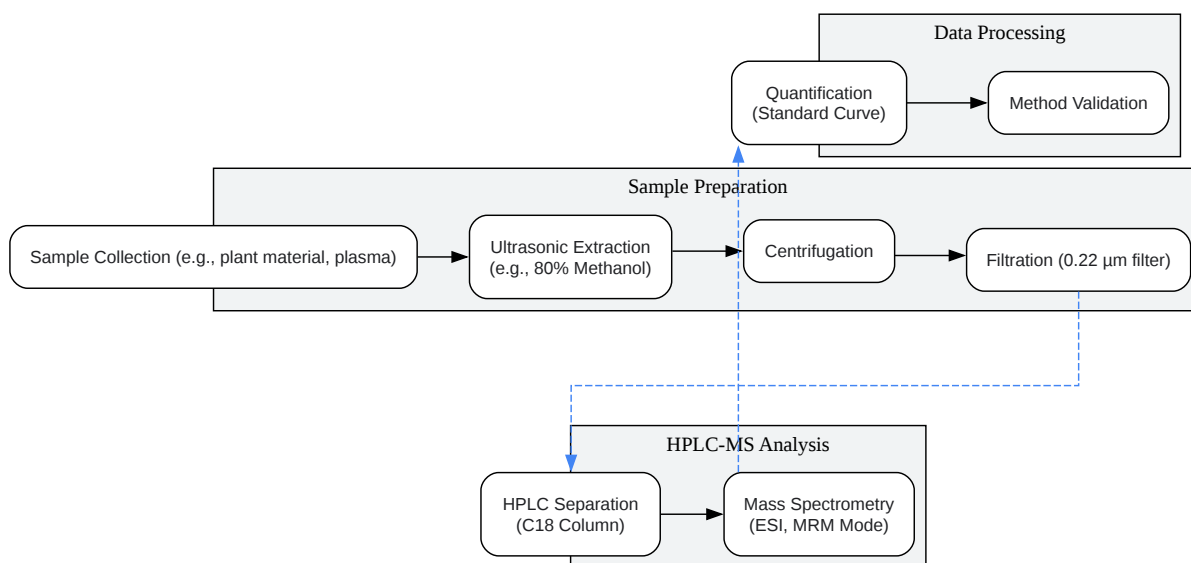 Data Processing
Quantification
(Standard Curve)
Method Validation
Sample Preparation
Sample Collection (e.g., plant material, plasma)
Ultrasonic Extraction
(e.g., 80% Methanol)
Centrifugation
Filtration (0.22 µm filter)
HPLC-MS Analysis
HPLC Separation
(C18 Column)
Mass Spectrometry
(ESI, MRM Mode)